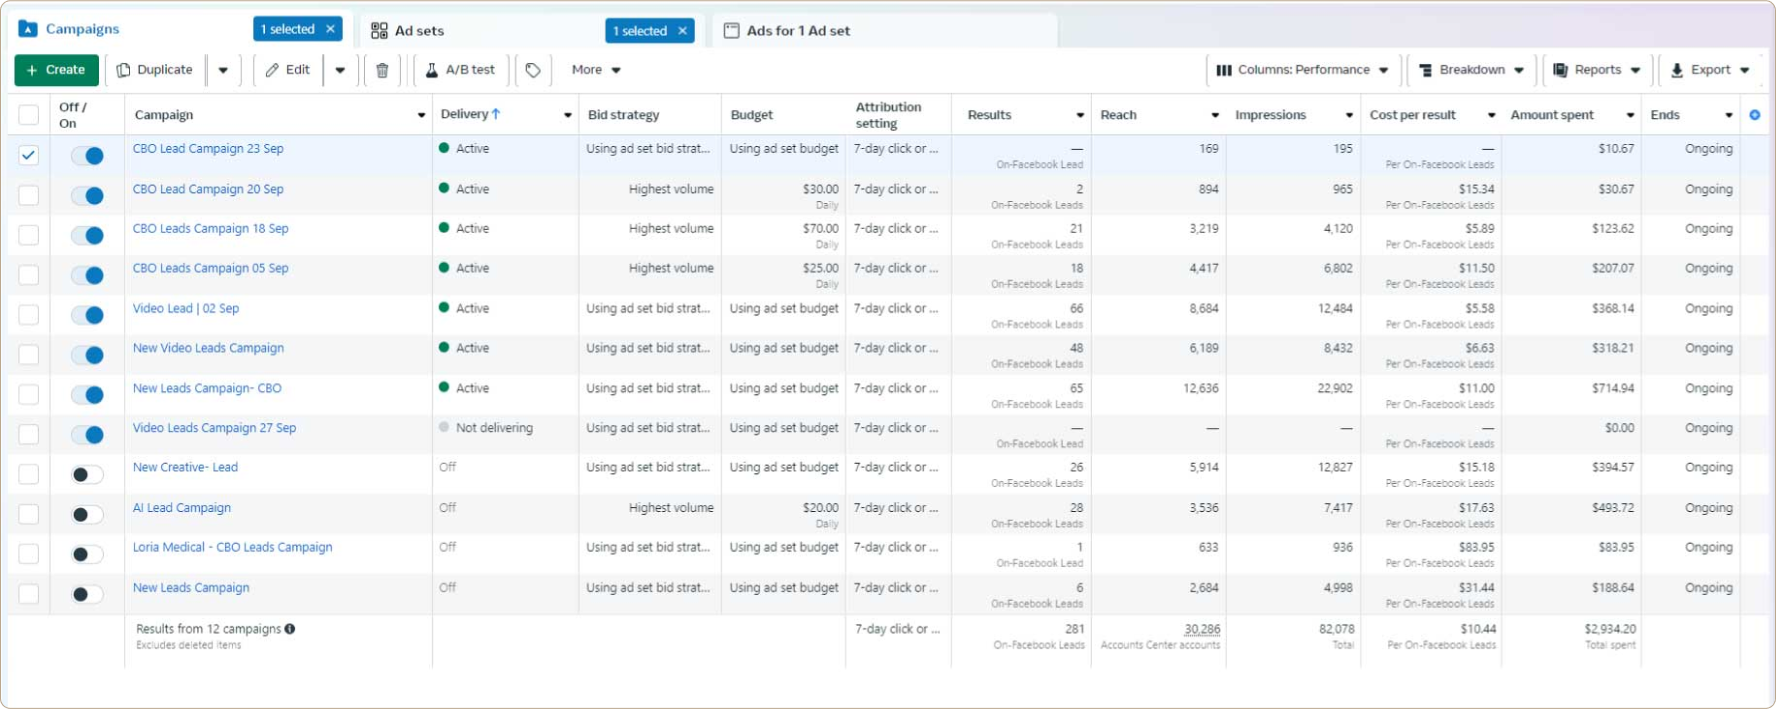 Campaigns 1 selected × Ad sets 1 selected × Ads for 1 Ad set
+ Create Duplicate Edit A/B test More Columns: Performance Breakdown Reports Export
Off / On Campaign Delivery ↑ Bid strategy Budget Attribution setting Results Reach Impressions Cost per result Amount spent Ends
CBO Lead Campaign 23 Sep Active Using ad set bid strat... Using ad set budget 7-day click or ... — 169 195 — $10.67 Ongoing
On-Facebook Lead Per On-Facebook Leads
CBO Lead Campaign 20 Sep Active Highest volume $30.00 7-day click or ... 2 894 965 $15.34 $30.67 Ongoing
Daily On-Facebook Leads Per On-Facebook Leads
CBO Leads Campaign 18 Sep Active Highest volume $70.00 7-day click or ... 21 3,219 4,120 $5.89 $123.62 Ongoing
Daily On-Facebook Leads Per On-Facebook Leads
CBO Leads Campaign 05 Sep Active Highest volume $25.00 7-day click or ... 18 4,417 6,802 $11.50 $207.07 Ongoing
Daily On-Facebook Leads Per On-Facebook Leads
Video Lead | 02 Sep Active Using ad set bid strat... Using ad set budget 7-day click or ... 66 8,684 12,484 $5.58 $368.14 Ongoing
On-Facebook Leads Per On-Facebook Leads
New Video Leads Campaign Active Using ad set bid strat... Using ad set budget 7-day click or ... 48 6,189 8,432 $6.63 $318.21 Ongoing
On-Facebook Leads Per On-Facebook Leads
New Leads Campaign- CBO Active Using ad set bid strat... Using ad set budget 7-day click or ... 65 12,636 22,902 $11.00 $714.94 Ongoing
On-Facebook Leads Per On-Facebook Leads
Video Leads Campaign 27 Sep Not delivering Using ad set bid strat... Using ad set budget 7-day click or ... — — — — $0.00 Ongoing
On-Facebook Lead Per On-Facebook Leads
New Creative- Lead Off Using ad set bid strat... Using ad set budget 7-day click or ... 26 5,914 12,827 $15.18 $394.57 Ongoing
On-Facebook Leads Per On-Facebook Leads
AI Lead Campaign Off Highest volume $20.00 7-day click or ... 28 3,536 7,417 $17.63 $493.72 Ongoing
Daily On-Facebook Leads Per On-Facebook Leads
Loria Medical - CBO Leads Campaign Off Using ad set bid strat... Using ad set budget 7-day click or ... 1 633 936 $83.95 $83.95 Ongoing
On-Facebook Lead Per On-Facebook Leads
New Leads Campaign Off Using ad set bid strat... Using ad set budget 7-day click or ... 6 2,684 4,998 $31.44 $188.64 Ongoing
On-Facebook Leads Per On-Facebook Leads
Results from 12 campaigns 7-day click or ... 281 30,286 82,078 $10.44 $2,934.20
Excludes deleted items On-Facebook Leads Accounts Center accounts Total Per On-Facebook Leads Total spent